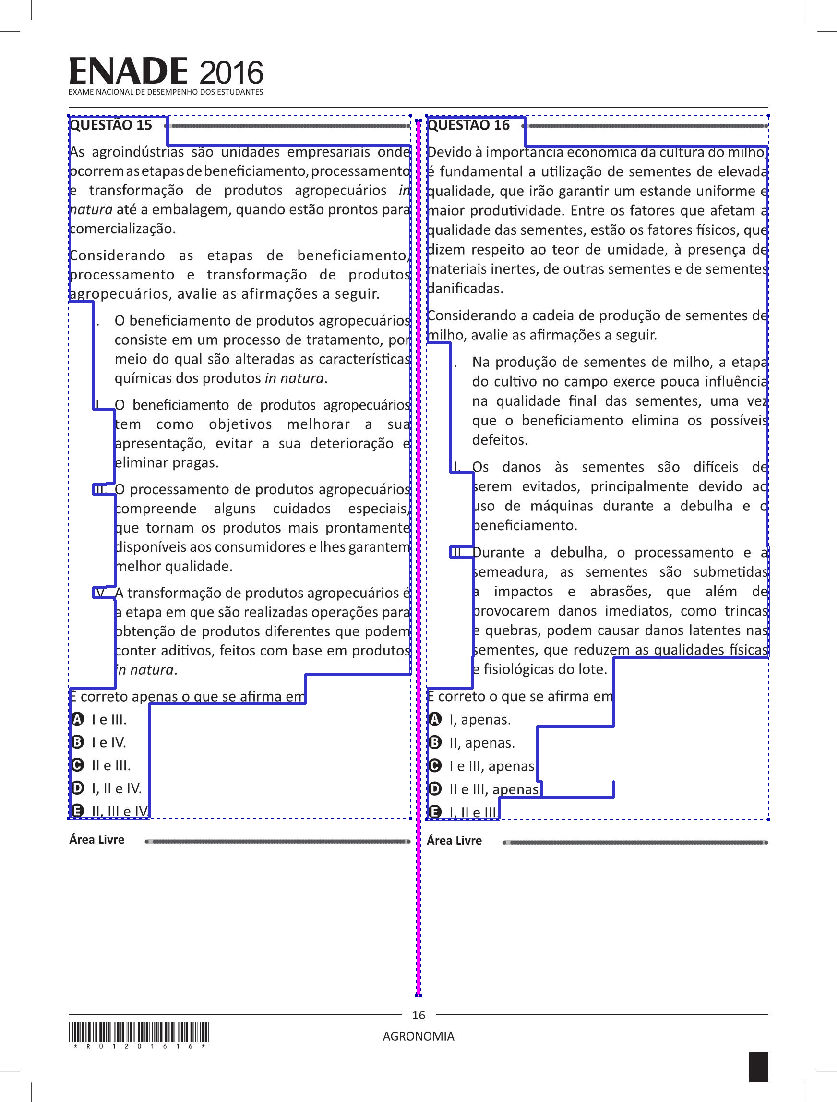 ENADE 2016
EXAME NACIONAL DE DESEMPENHO DOS ESTUDANTES
QUESTÃO 15
As agroindústrias são unidades empresariais onde
ocorrem as etapas de beneficiamento, processamento
e transformação de produtos agropecuários in
natura até a embalagem, quando estão prontos para
comercialização.
Considerando as etapas de beneficiamento,
processamento e transformação de produtos
agropecuários, avalie as afirmações a seguir.
I. O beneficiamento de produtos agropecuários
consiste em um processo de tratamento, por
meio do qual são alteradas as características
químicas dos produtos in natura.
II. O beneficiamento de produtos agropecuários
tem como objetivos melhorar a sua
apresentação, evitar a sua deterioração e
eliminar pragas.
III. O processamento de produtos agropecuários
compreende alguns cuidados especiais,
que tornam os produtos mais prontamente
disponíveis aos consumidores e lhes garantem
melhor qualidade.
IV. A transformação de produtos agropecuários é
a etapa em que são realizadas operações para
obtenção de produtos diferentes que podem
conter aditivos, feitos com base em produtos
in natura.
É correto apenas o que se afirma em
A I e III.
B I e IV.
C II e III.
D I, II e IV.
E II, III e IV.
Área Livre
QUESTÃO 16
Devido à importância econômica da cultura do milho,
é fundamental a utilização de sementes de elevada
qualidade, que irão garantir um estande uniforme e
maior produtividade. Entre os fatores que afetam a
qualidade das sementes, estão os fatores físicos, que
dizem respeito ao teor de umidade, à presença de
materiais inertes, de outras sementes e de sementes
danificadas.
Considerando a cadeia de produção de sementes de
milho, avalie as afirmações a seguir.
I. Na produção de sementes de milho, a etapa
do cultivo no campo exerce pouca influência
na qualidade final das sementes, uma vez
que o beneficiamento elimina os possíveis
defeitos.
II. Os danos às sementes são difíceis de
serem evitados, principalmente devido ao
uso de máquinas durante a debulha e o
beneficiamento.
III. Durante a debulha, o processamento e a
semeadura, as sementes são submetidas
a impactos e abrasões, que além de
provocarem danos imediatos, como trincas
e quebras, podem causar danos latentes nas
sementes, que reduzem as qualidades físicas
e fisiológicas do lote.
É correto o que se afirma em
A I, apenas.
B II, apenas.
C I e III, apenas.
D II e III, apenas.
E I, II e III.
Área Livre
16
AGRONOMIA
*R01201616*